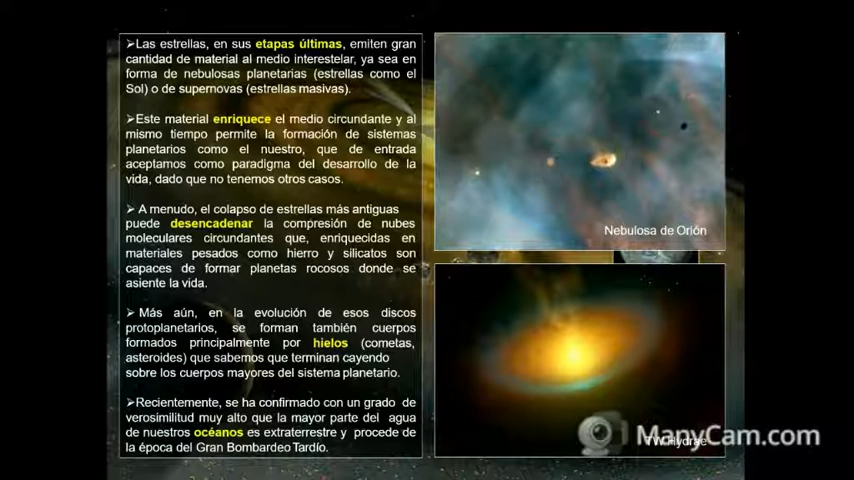 ➢Las estrellas, en sus etapas últimas, emiten gran
cantidad de material al medio interestelar, ya sea en
forma de nebulosas planetarias (estrellas como el
Sol) o de supernovas (estrellas masivas).
➢Este material enriquece el medio circundante y al
mismo tiempo permite la formación de sistemas
planetarios como el nuestro, que de entrada
aceptamos como paradigma del desarrollo de la
vida, dado que no tenemos otros casos.
➢ A menudo, el colapso de estrellas más antiguas
puede desencadenar la compresión de nubes
moleculares circundantes que, enriquecidas en
materiales pesados como hierro y silicatos son
capaces de formar planetas rocosos donde se
asiente la vida.
➢ Más aún, en la evolución de esos discos
protoplanetarios, se forman también cuerpos
formados principalmente por hielos (cometas,
asteroides) que sabemos que terminan cayendo
sobre los cuerpos mayores del sistema planetario.
➢Recientemente, se ha confirmado con un grado de
verosimilitud muy alto que la mayor parte del agua
de nuestros océanos es extraterrestre y procede de
la época del Gran Bombardeo Tardío.
Nebulosa de Orión
TW Hydrae
ManyCam.com